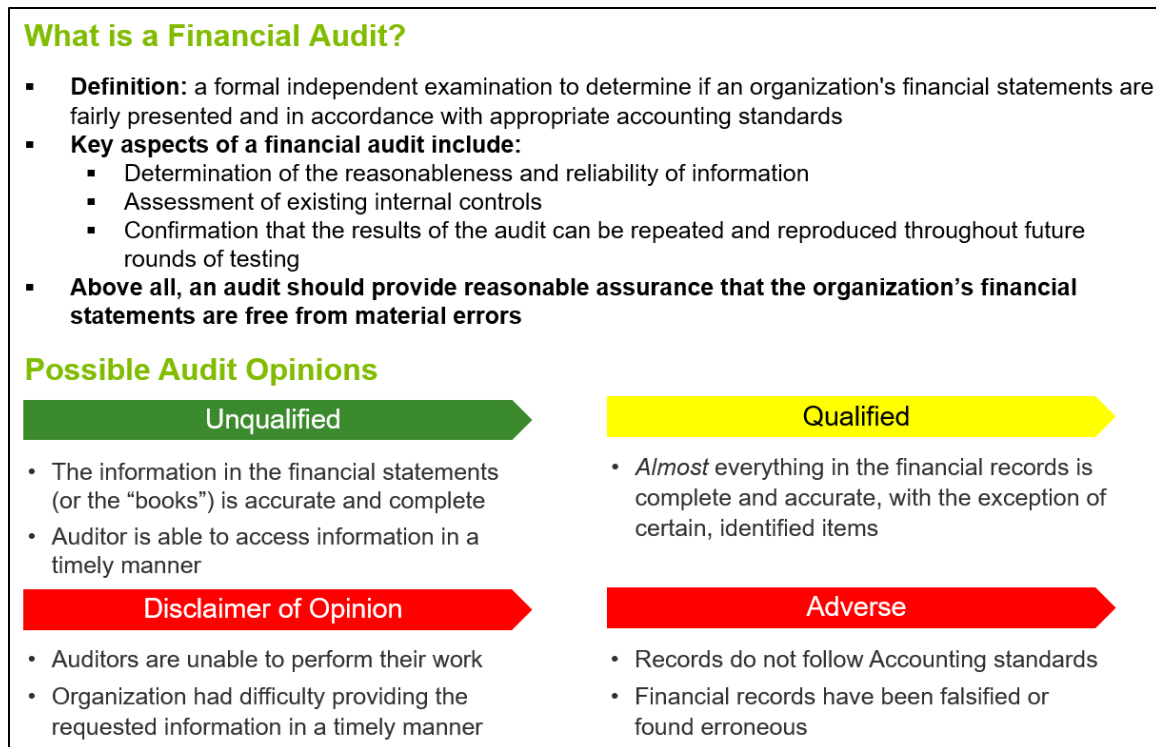 What is a Financial Audit?
▪ Definition: a formal independent examination to determine if an organization's financial statements are
fairly presented and in accordance with appropriate accounting standards
▪ Key aspects of a financial audit include:
▪ Determination of the reasonableness and reliability of information
▪ Assessment of existing internal controls
▪ Confirmation that the results of the audit can be repeated and reproduced throughout future
rounds of testing
▪ Above all, an audit should provide reasonable assurance that the organization’s financial
statements are free from material errors
Possible Audit Opinions
Unqualified
• The information in the financial statements
(or the “books”) is accurate and complete
• Auditor is able to access information in a
timely manner
Qualified
• Almost everything in the financial records is
complete and accurate, with the exception of
certain, identified items
Disclaimer of Opinion
• Auditors are unable to perform their work
• Organization had difficulty providing the
requested information in a timely manner
Adverse
• Records do not follow Accounting standards
• Financial records have been falsified or
found erroneous